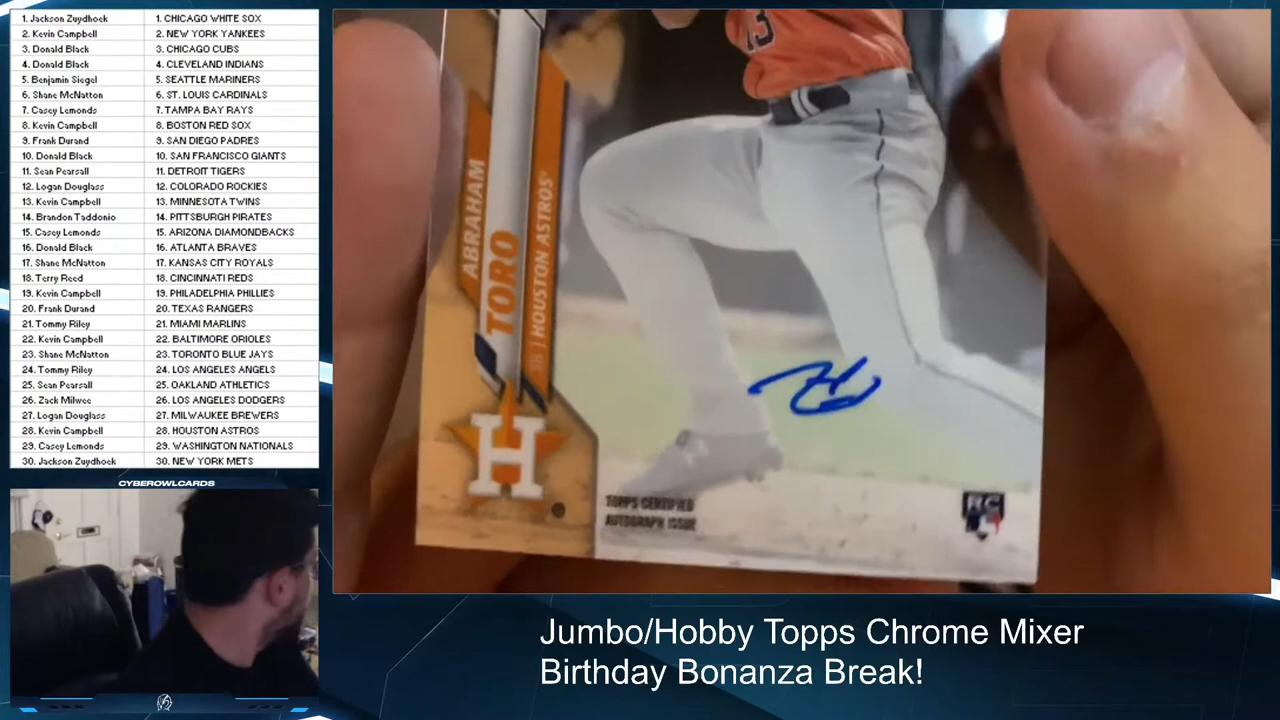 1. Jackson Zuydhoek 1. CHICAGO WHITE SOX
2. Kevin Campbell 2. NEW YORK YANKEES
3. Donald Black 3. CHICAGO CUBS
4. Donald Black 4. CLEVELAND INDIANS
5. Benjamin Siegel 5. SEATTLE MARINERS
6. Shane McNatton 6. ST. LOUIS CARDINALS
7. Casey Lemonds 7. TAMPA BAY RAYS
8. Kevin Campbell 8. BOSTON RED SOX
9. Frank Durand 9. SAN DIEGO PADRES
10. Donald Black 10. SAN FRANCISCO GIANTS
11. Sean Pearsall 11. DETROIT TIGERS
12. Logan Douglass 12. COLORADO ROCKIES
13. Kevin Campbell 13. MINNESOTA TWINS
14. Brandon Taddonio 14. PITTSBURGH PIRATES
15. Casey Lemonds 15. ARIZONA DIAMONDBACKS
16. Donald Black 16. ATLANTA BRAVES
17. Shane McNatton 17. KANSAS CITY ROYALS
18. Terry Reed 18. CINCINNATI REDS
19. Kevin Campbell 19. PHILADELPHIA PHILLIES
20. Frank Durand 20. TEXAS RANGERS
21. Tommy Riley 21. MIAMI MARLINS
22. Kevin Campbell 22. BALTIMORE ORIOLES
23. Shane McNatton 23. TORONTO BLUE JAYS
24. Tommy Riley 24. LOS ANGELES ANGELS
25. Sean Pearsall 25. OAKLAND ATHLETICS
26. Zack Milwee 26. LOS ANGELES DODGERS
27. Logan Douglass 27. MILWAUKEE BREWERS
28. Kevin Campbell 28. HOUSTON ASTROS
29. Casey Lemonds 29. WASHINGTON NATIONALS
30. Jackson Zuydhoek 30. NEW YORK METS
CYBEROWLCARDS
13
ABRAHAM
TORO
3B | HOUSTON ASTROS
H
TOPPS CERTIFIED
AUTOGRAPH ISSUE
RC
Jumbo/Hobby Topps Chrome Mixer
Birthday Bonanza Break!